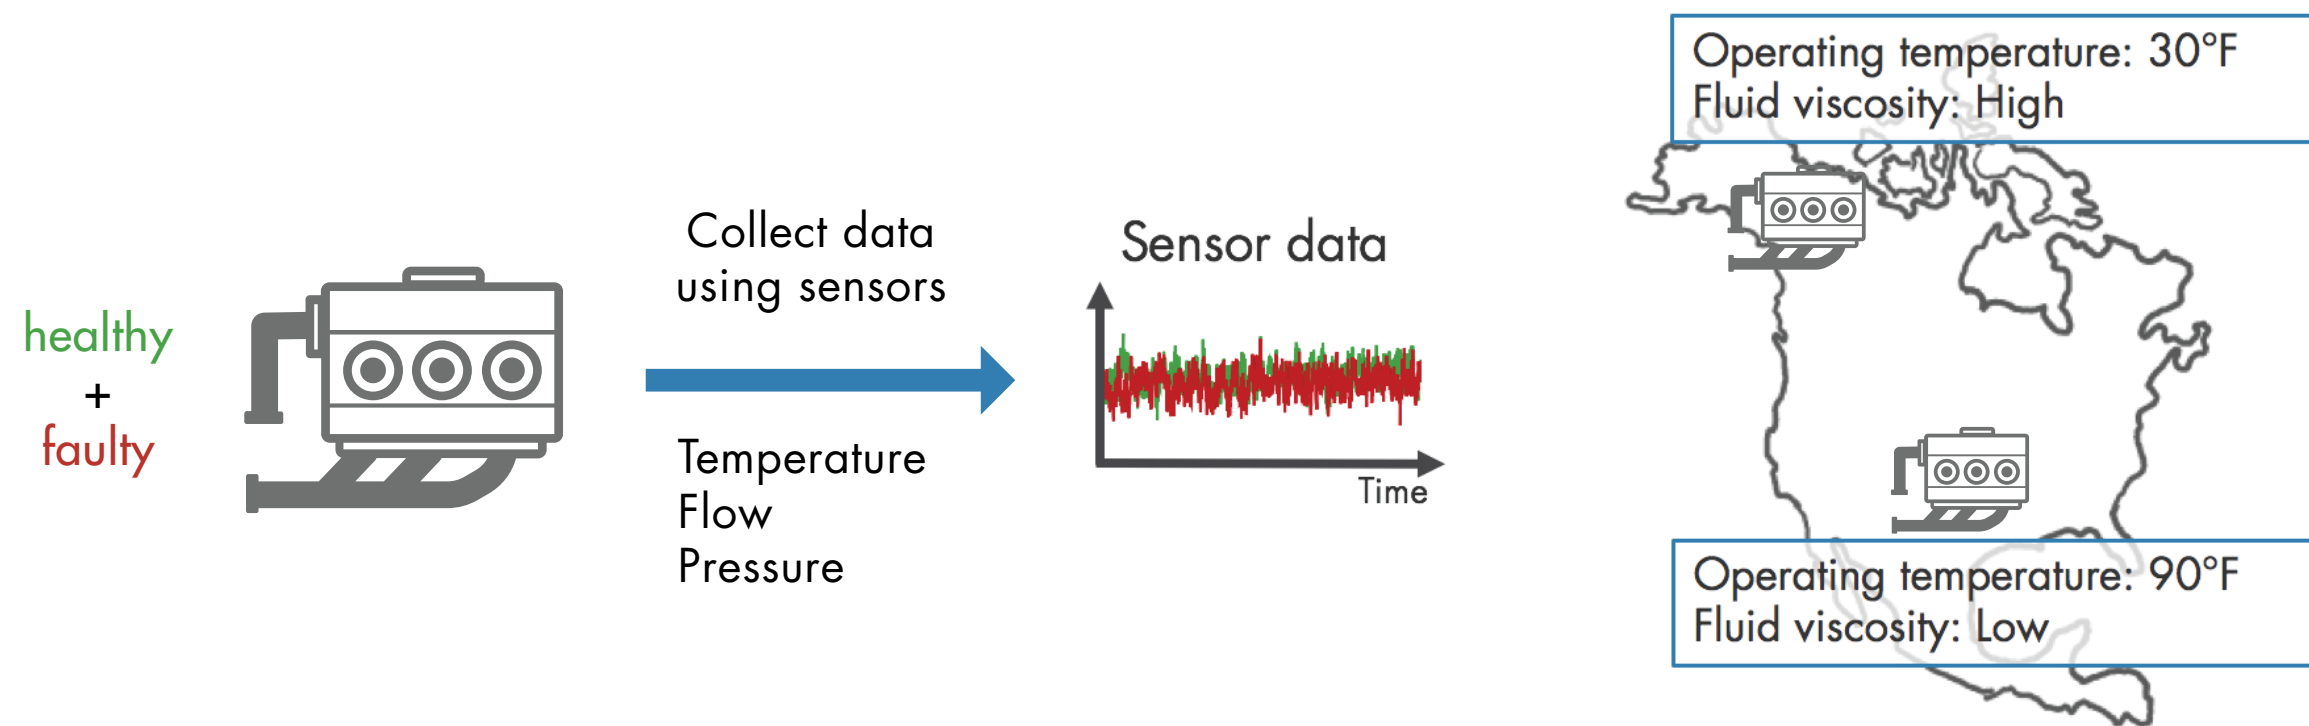 healthy
+
faulty
Collect data
using sensors
Temperature
Flow
Pressure
Sensor data
Time
Operating temperature: 30°F
Fluid viscosity: High
Operating temperature: 90°F
Fluid viscosity: Low